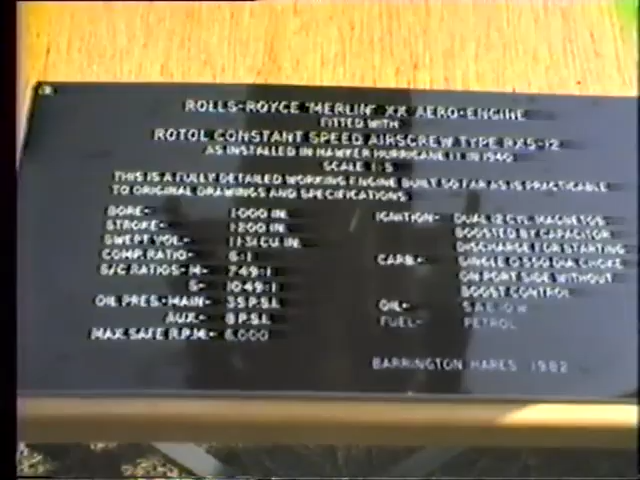 ROLLS-ROYCE "MERLIN" XX AERO-ENGINE
FITTED WITH
ROTOL CONSTANT SPEED AIRSCREW TYPE RX5-12
AS INSTALLED IN HAWKER HURRICANE II IN 1940
SCALE 1:5
THIS IS A FULLY DETAILED WORKING ENGINE BUILT SO FAR AS IS PRACTICABLE
TO ORIGINAL DRAWINGS AND SPECIFICATIONS
BORE- 1·000 IN.
STROKE- 1·200 IN.
SWEPT VOL.- 11·31 CU. IN.
COMP. RATIO- 6:1
S/C RATIOS- M- 7·49:1
S- 10·49:1
OIL PRES.- MAIN- 35 P.S.I.
AUX.- 8 P.S.I.
MAX. SAFE R.P.M.- 6,000
IGNITION- DUAL 12 CYL. MAGNETOS
BOOSTED BY CAPACITOR
DISCHARGE FOR STARTING
CARB.- SINGLE 0·550 DIA. CHOKE
ON PORT SIDE WITHOUT
BOOST CONTROL
OIL- S.A.E.
FUEL- PETROL
BARRINGTON HARES 1982